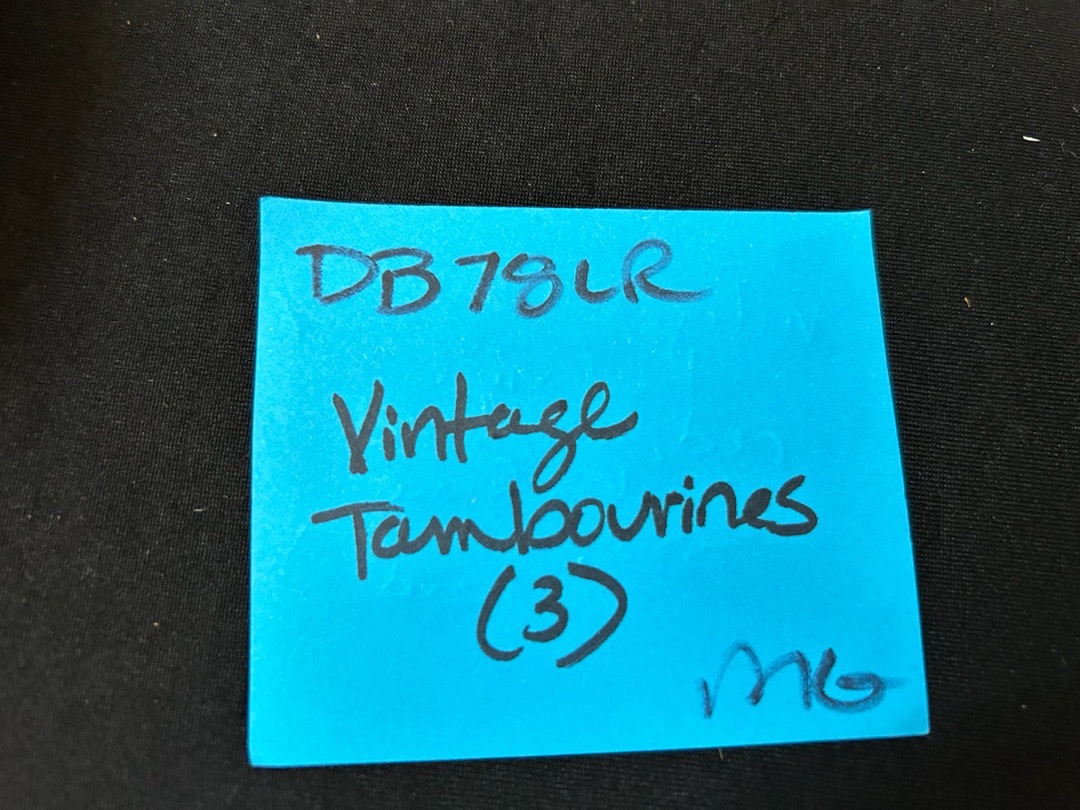 DB78LR
Vintage
Tambourines
(3)
MG